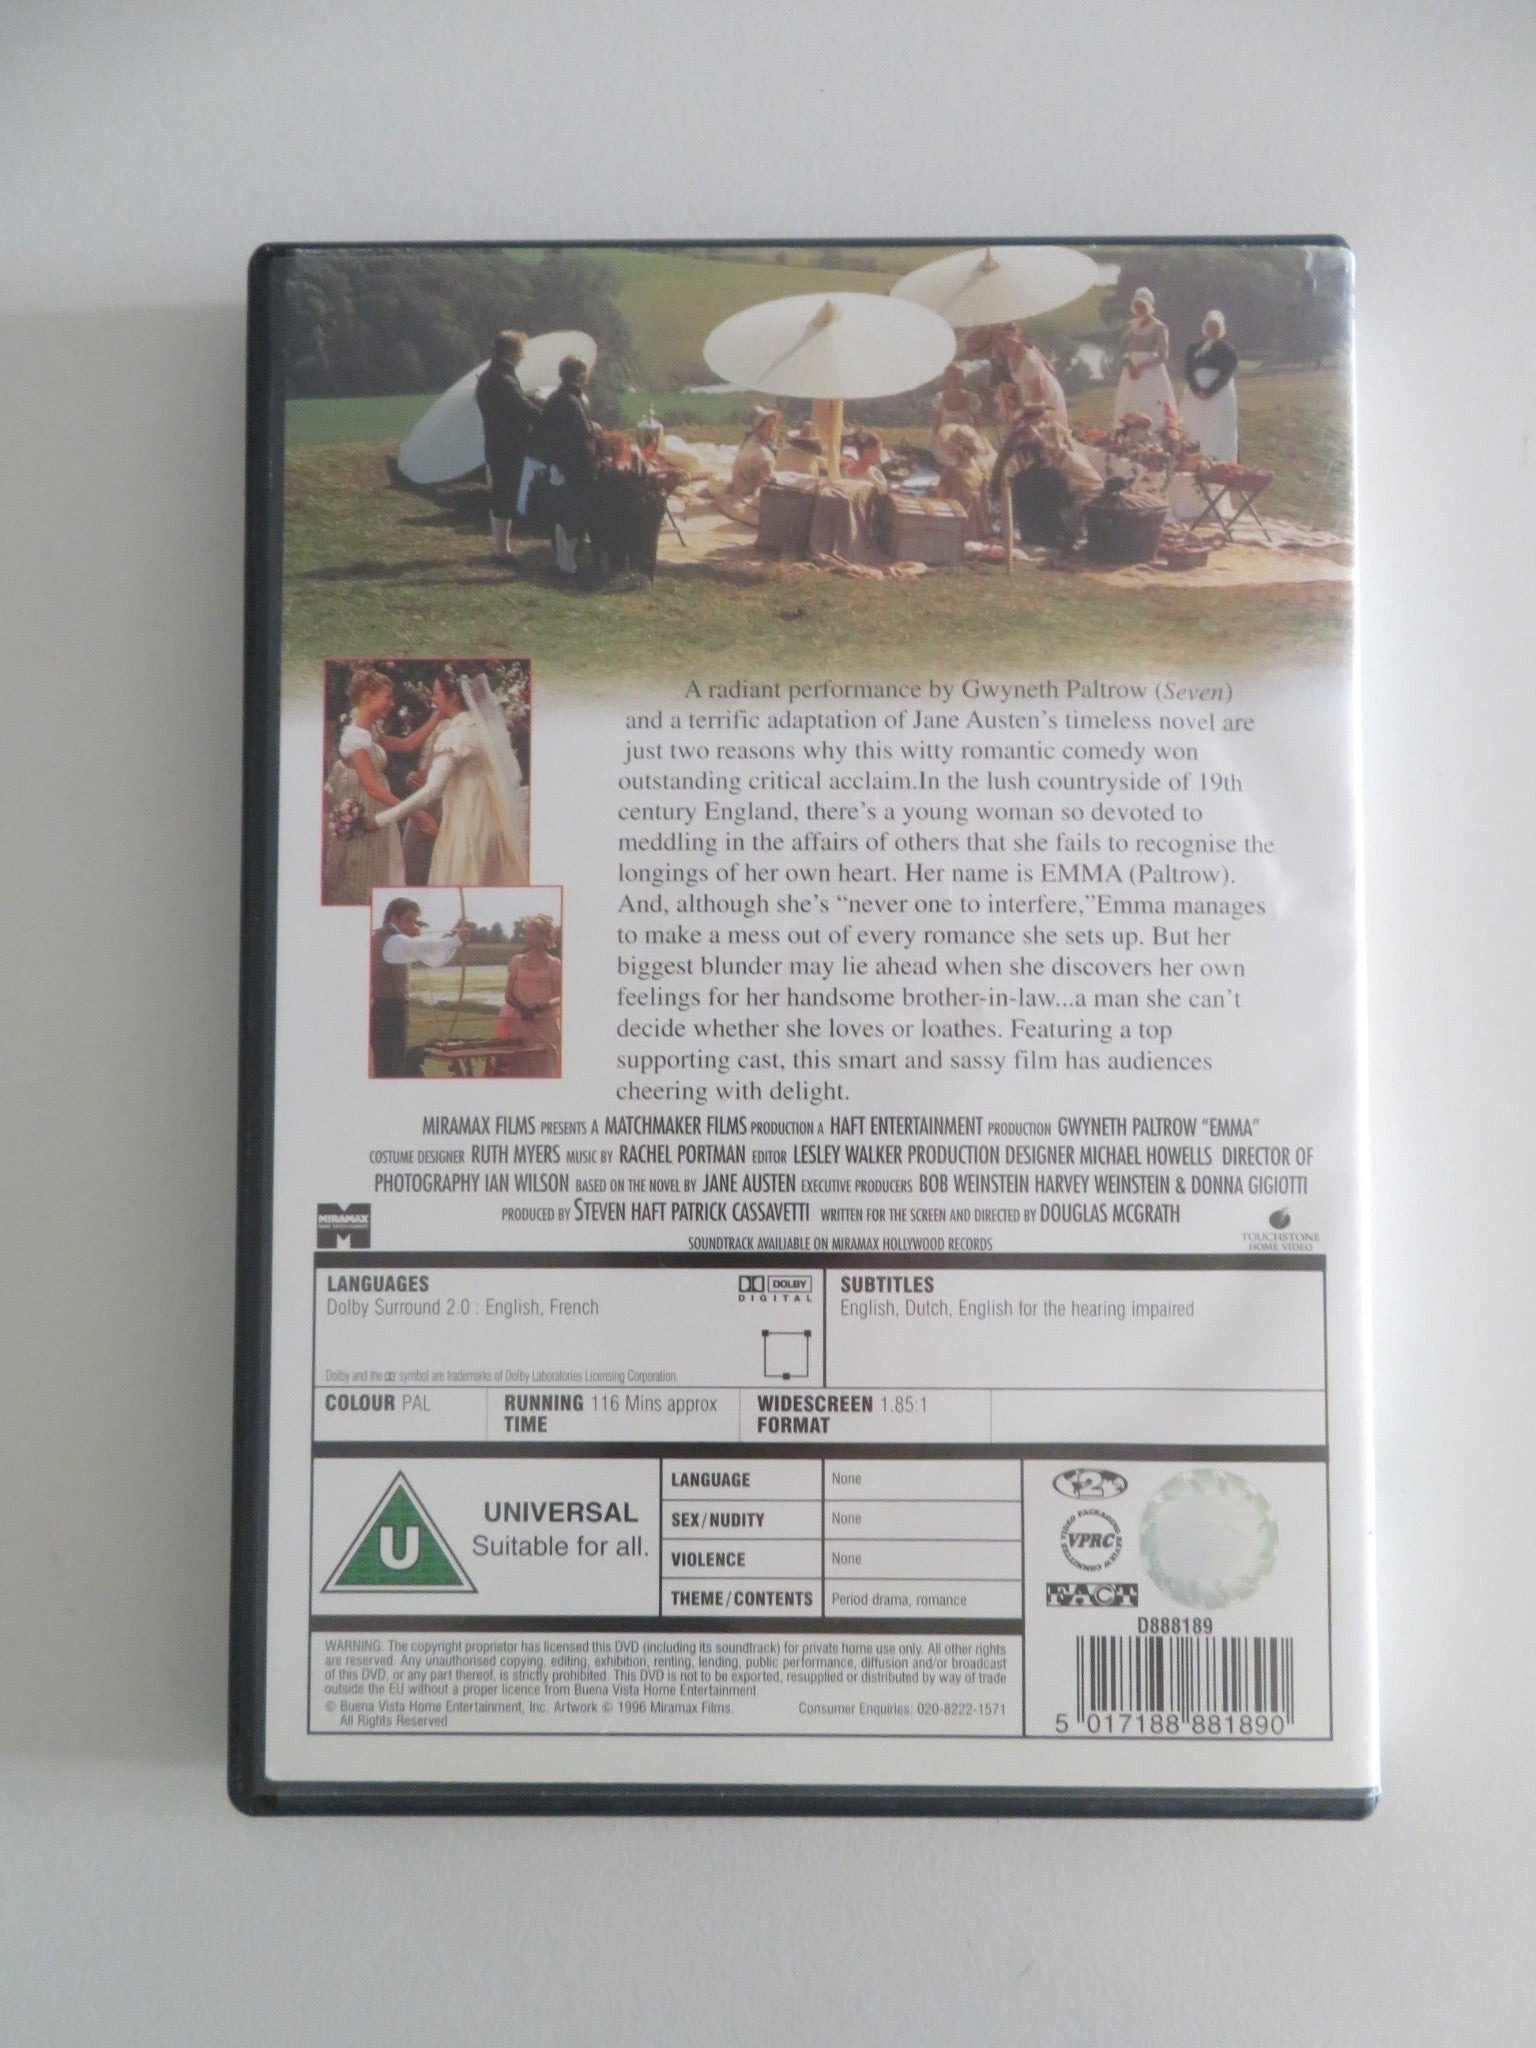 A radiant performance by Gwyneth Paltrow (Seven)
and a terrific adaptation of Jane Austen's timeless novel are
just two reasons why this witty romantic comedy won
outstanding critical acclaim.In the lush countryside of 19th
century England, there's a young woman so devoted to
meddling in the affairs of others that she fails to recognise the
longings of her own heart. Her name is EMMA (Paltrow).
And, although she's “never one to interfere,”Emma manages
to make a mess out of every romance she sets up. But her
biggest blunder may lie ahead when she discovers her own
feelings for her handsome brother-in-law...a man she can't
decide whether she loves or loathes. Featuring a top
supporting cast, this smart and sassy film has audiences
cheering with delight.
MIRAMAX FILMS PRESENTS A MATCHMAKER FILMS PRODUCTION A HAFT ENTERTAINMENT PRODUCTION GWYNETH PALTROW “EMMA”
COSTUME DESIGNER RUTH MYERS MUSIC BY RACHEL PORTMAN EDITOR LESLEY WALKER PRODUCTION DESIGNER MICHAEL HOWELLS DIRECTOR OF
PHOTOGRAPHY IAN WILSON BASED ON THE NOVEL BY JANE AUSTEN EXECUTIVE PRODUCERS BOB WEINSTEIN HARVEY WEINSTEIN & DONNA GIGIOTTI
PRODUCED BY STEVEN HAFT PATRICK CASSAVETTI WRITTEN FOR THE SCREEN AND DIRECTED BY DOUGLAS MCGRATH
SOUNDTRACK AVAILIABLE ON MIRAMAX HOLLYWOOD RECORDS
MIRAMAX
HOME ENTERTAINMENT
TOUCHSTONE
HOME VIDEO
LANGUAGES
Dolby Surround 2.0 : English, French
DOLBY
DIGITAL
Dolby and the symbol are trademarks of Dolby Laboratories Licensing Corporation.
SUBTITLES
English, Dutch, English for the hearing impaired
COLOUR PAL
RUNNING 116 Mins approx
TIME
WIDESCREEN 1.85:1
FORMAT
U
UNIVERSAL
Suitable for all.
LANGUAGE None
SEX/NUDITY None
VIOLENCE None
THEME/CONTENTS Period drama, romance
2
VIDEO PACKAGING REVIEW COMMITTEE
VPRC
FACT
D888189
5 017188 881890
WARNING: The copyright proprietor has licensed this DVD (including its soundtrack) for private home use only. All other rights
are reserved. Any unauthorised copying, editing, exhibition, renting, lending, public performance, diffusion and/or broadcast
of this DVD, or any part thereof, is strictly prohibited. This DVD is not to be exported, resupplied or distributed by way of trade
outside the EU without a proper licence from Buena Vista Home Entertainment.
© Buena Vista Home Entertainment, Inc. Artwork © 1996 Miramax Films. Consumer Enquiries: 020-8222-1571
All Rights Reserved